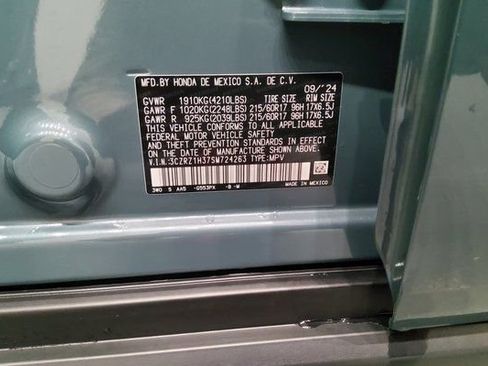 MFD.BY HONDA DE MEXICO S.A. DE C.V.
09/'24
GVWR 1910KG(4210LBS) TIRE SIZE RIM SIZE
GAWR F 1020KG(2248LBS) 215/60R17 96H 17X6.5J
GAWR R 925KG(2039LBS) 215/60R17 96H 17X6.5J
THIS VEHICLE CONFORMS TO ALL APPLICABLE
FEDERAL MOTOR VEHICLE SAFETY
AND THEFT PREVENTION STANDARDS IN EFFECT
ON THE DATE OF MANUFACTURE SHOWN ABOVE.
V.I.N.:3CZRZ1H37SM724263 TYPE:MPV
MADE IN MEXICO
3W0 S AA5 -G553PX -B -M